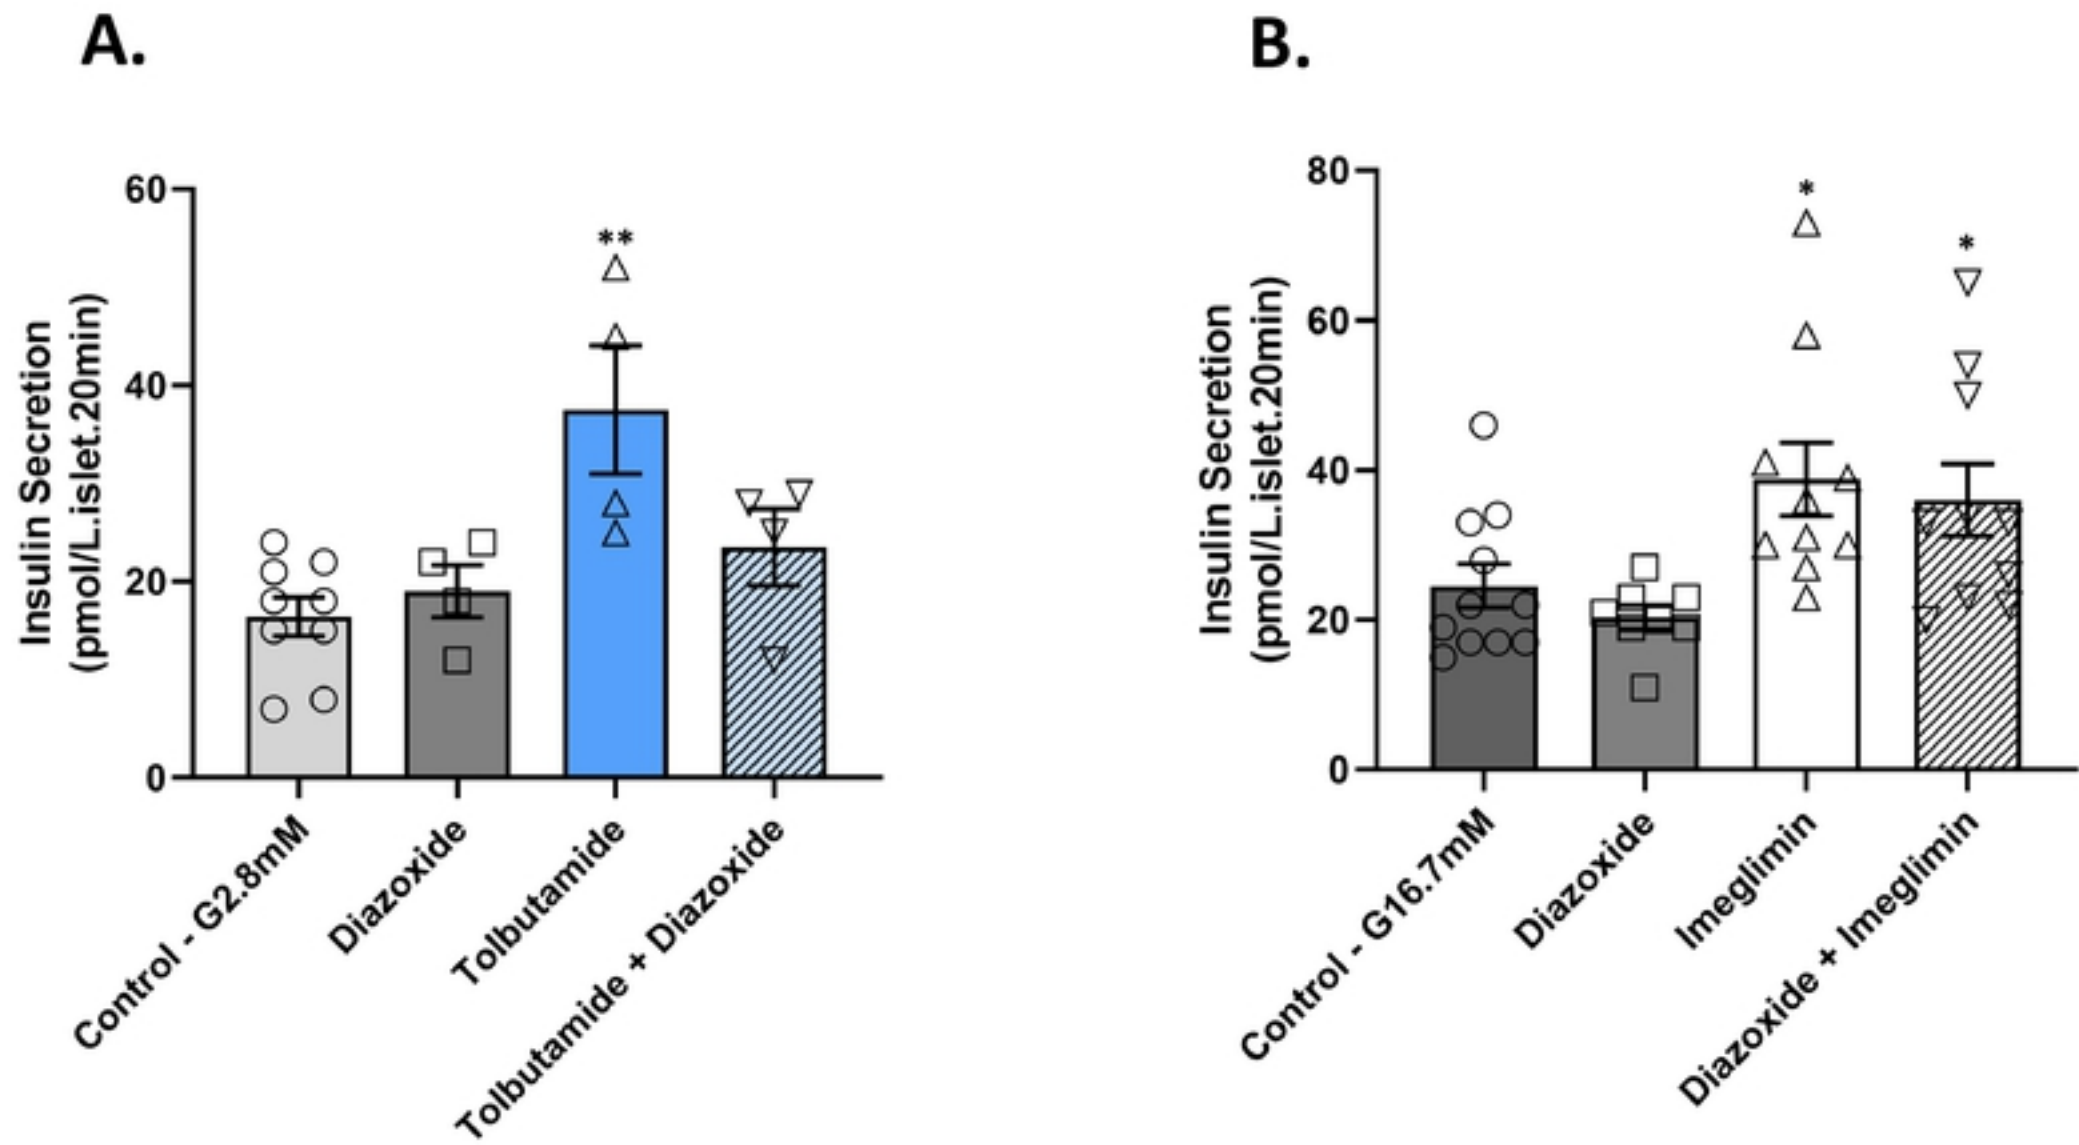 A.
Insulin Secretion
(pmol/L.islet.20min)
60
40
20
0
**
Control - G2.8mM
Diazoxide
Tolbutamide
Tolbutamide + Diazoxide
B.
Insulin Secretion
(pmol/L.islet.20min)
80
60
40
20
0
*
*
Control - G16.7mM
Diazoxide
Imeglimin
Diazoxide + Imeglimin